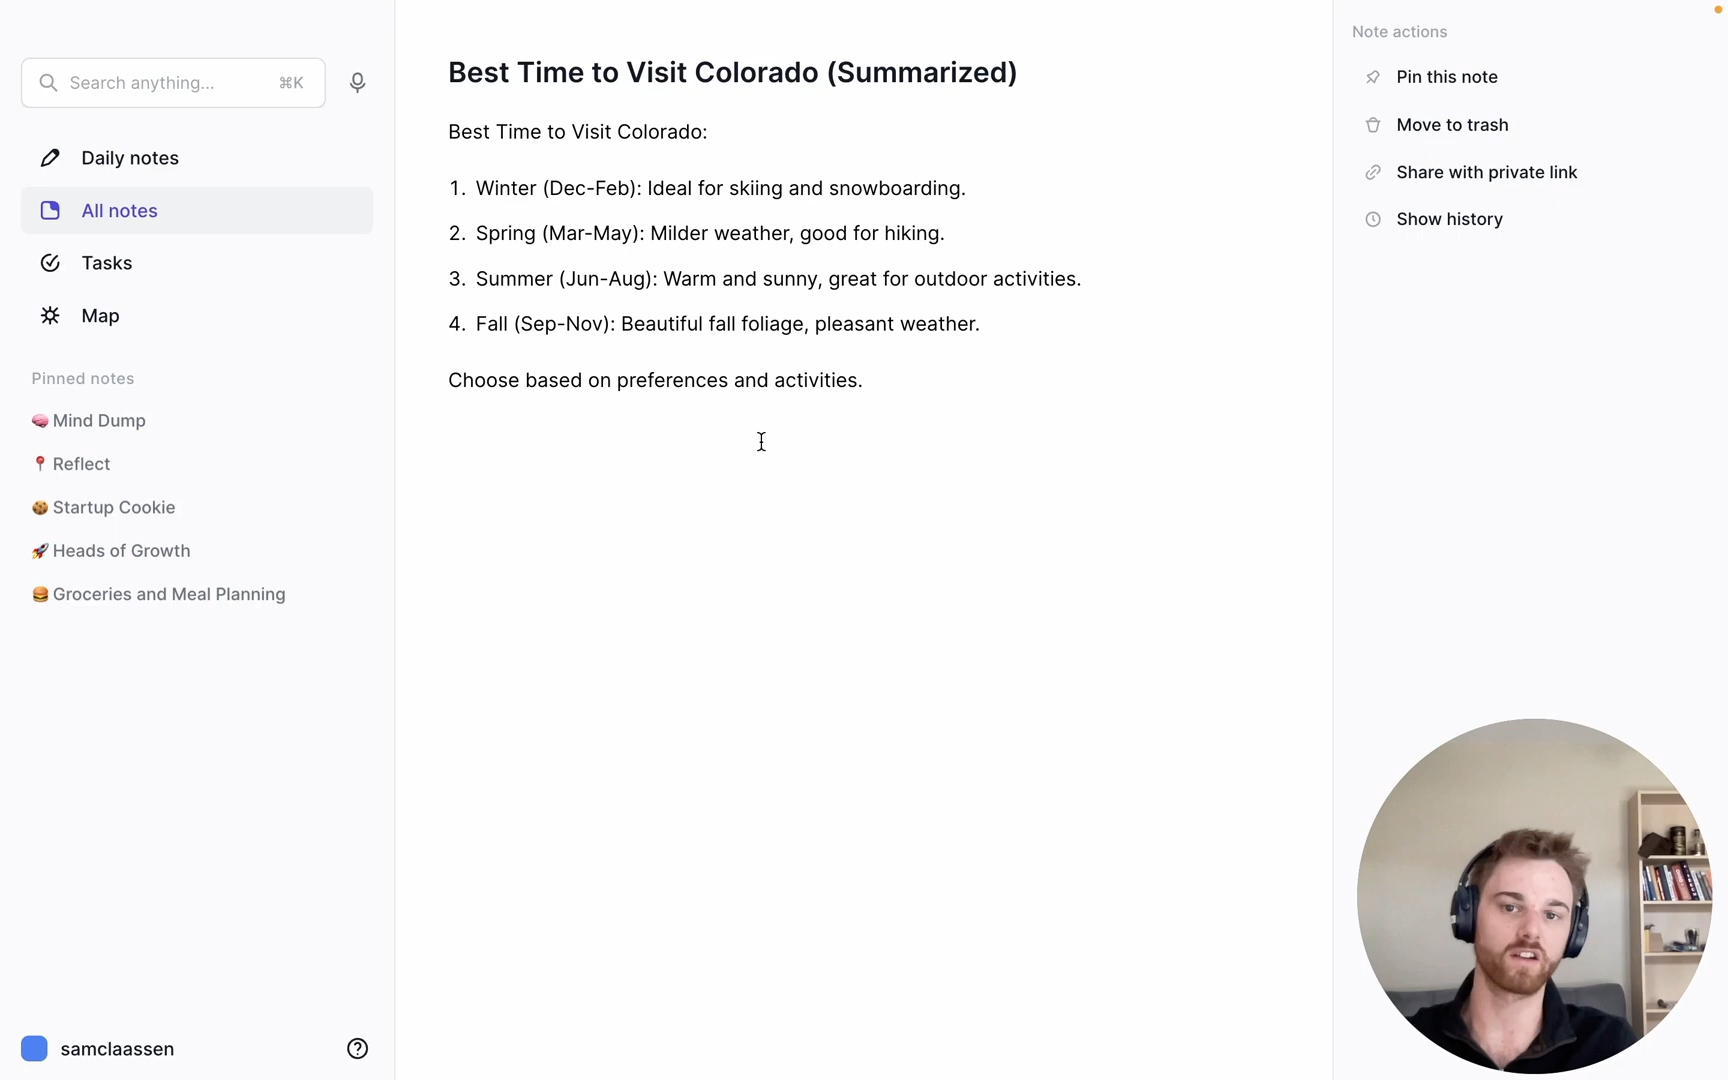 Search anything... ⌘K
Daily notes
All notes
Tasks
Map
Pinned notes
🧠 Mind Dump
📍 Reflect
🍪 Startup Cookie
🚀 Heads of Growth
🍔 Groceries and Meal Planning
samclaassen
Best Time to Visit Colorado (Summarized)
Best Time to Visit Colorado:
1. Winter (Dec-Feb): Ideal for skiing and snowboarding.
2. Spring (Mar-May): Milder weather, good for hiking.
3. Summer (Jun-Aug): Warm and sunny, great for outdoor activities.
4. Fall (Sep-Nov): Beautiful fall foliage, pleasant weather.
Choose based on preferences and activities.
Note actions
Pin this note
Move to trash
Share with private link
Show history